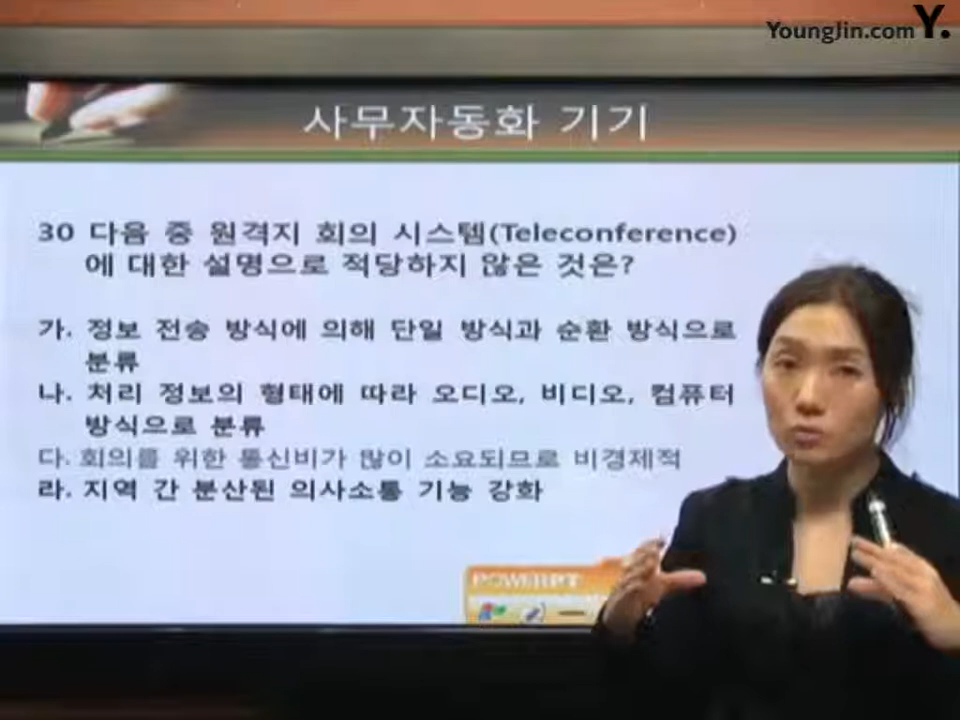 YoungJin.com Y.
사무자동화 기기
30 다음 중 원격지 회의 시스템(Teleconference)
에 대한 설명으로 적당하지 않은 것은?
가. 정보 전송 방식에 의해 단일 방식과 순환 방식으로
분류
나. 처리 정보의 형태에 따라 오디오, 비디오, 컴퓨터
방식으로 분류
다. 회의를 위한 통신비가 많이 소요되므로 비경제적
라. 지역 간 분산된 의사소통 기능 강화